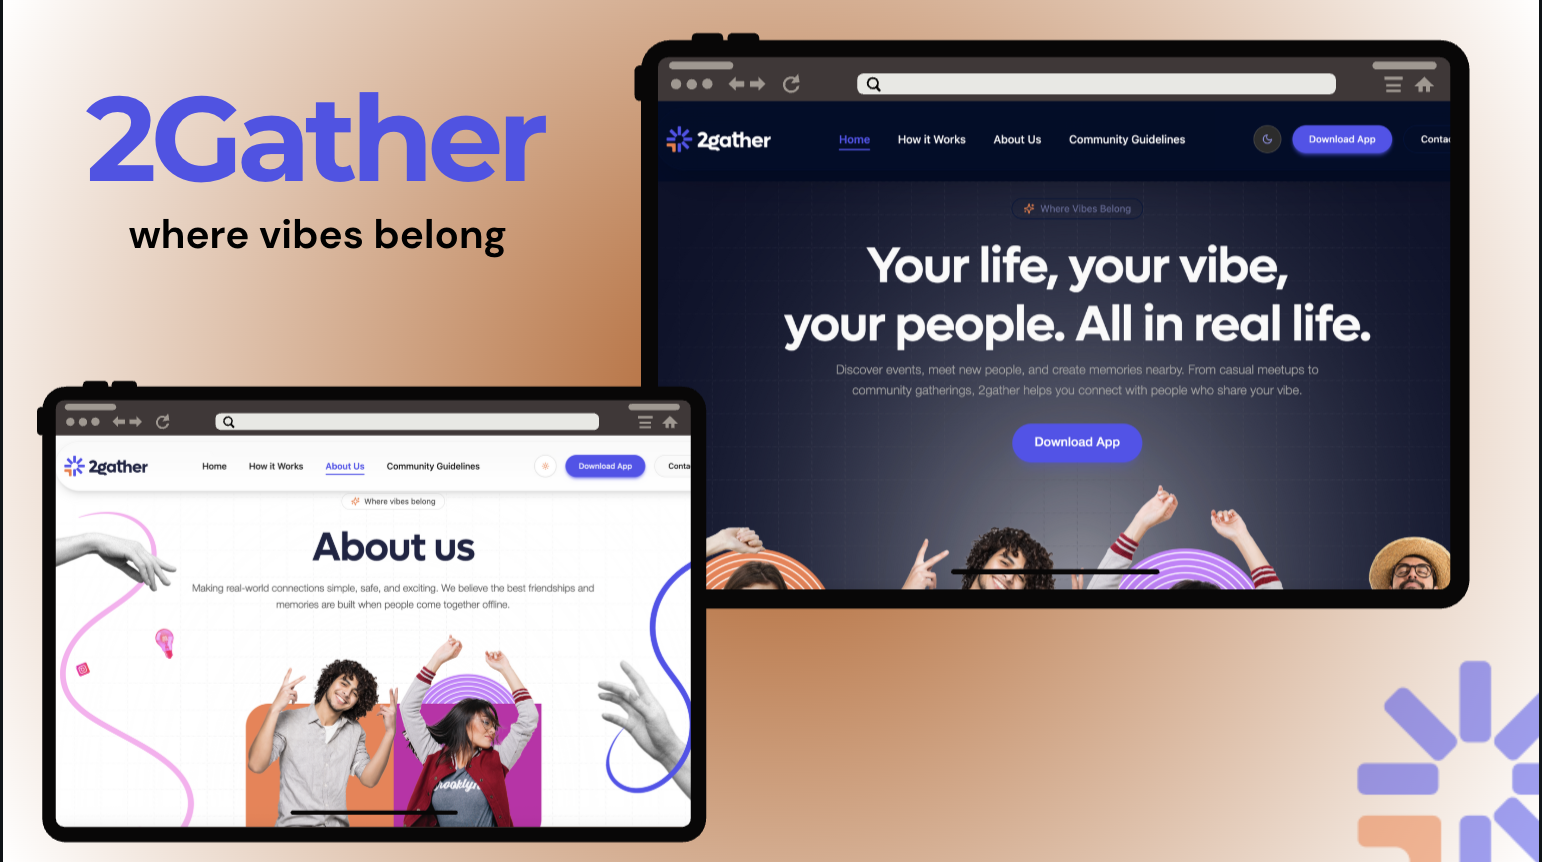 2Gather
where vibes belong
2gather
Home
How it Works
About Us
Community Guidelines
Download App
Contac
Where Vibes Belong
Your life, your vibe,
your people. All in real life.
Discover events, meet new people, and create memories nearby. From casual meetups to
community gatherings, 2gather helps you connect with people who share your vibe.
Download App
2gather
Home
How it Works
About Us
Community Guidelines
Download App
Conta
Where vibes belong
About us
Making real-world connections simple, safe, and exciting. We believe the best friendships and
memories are built when people come together offline.
rooklyn